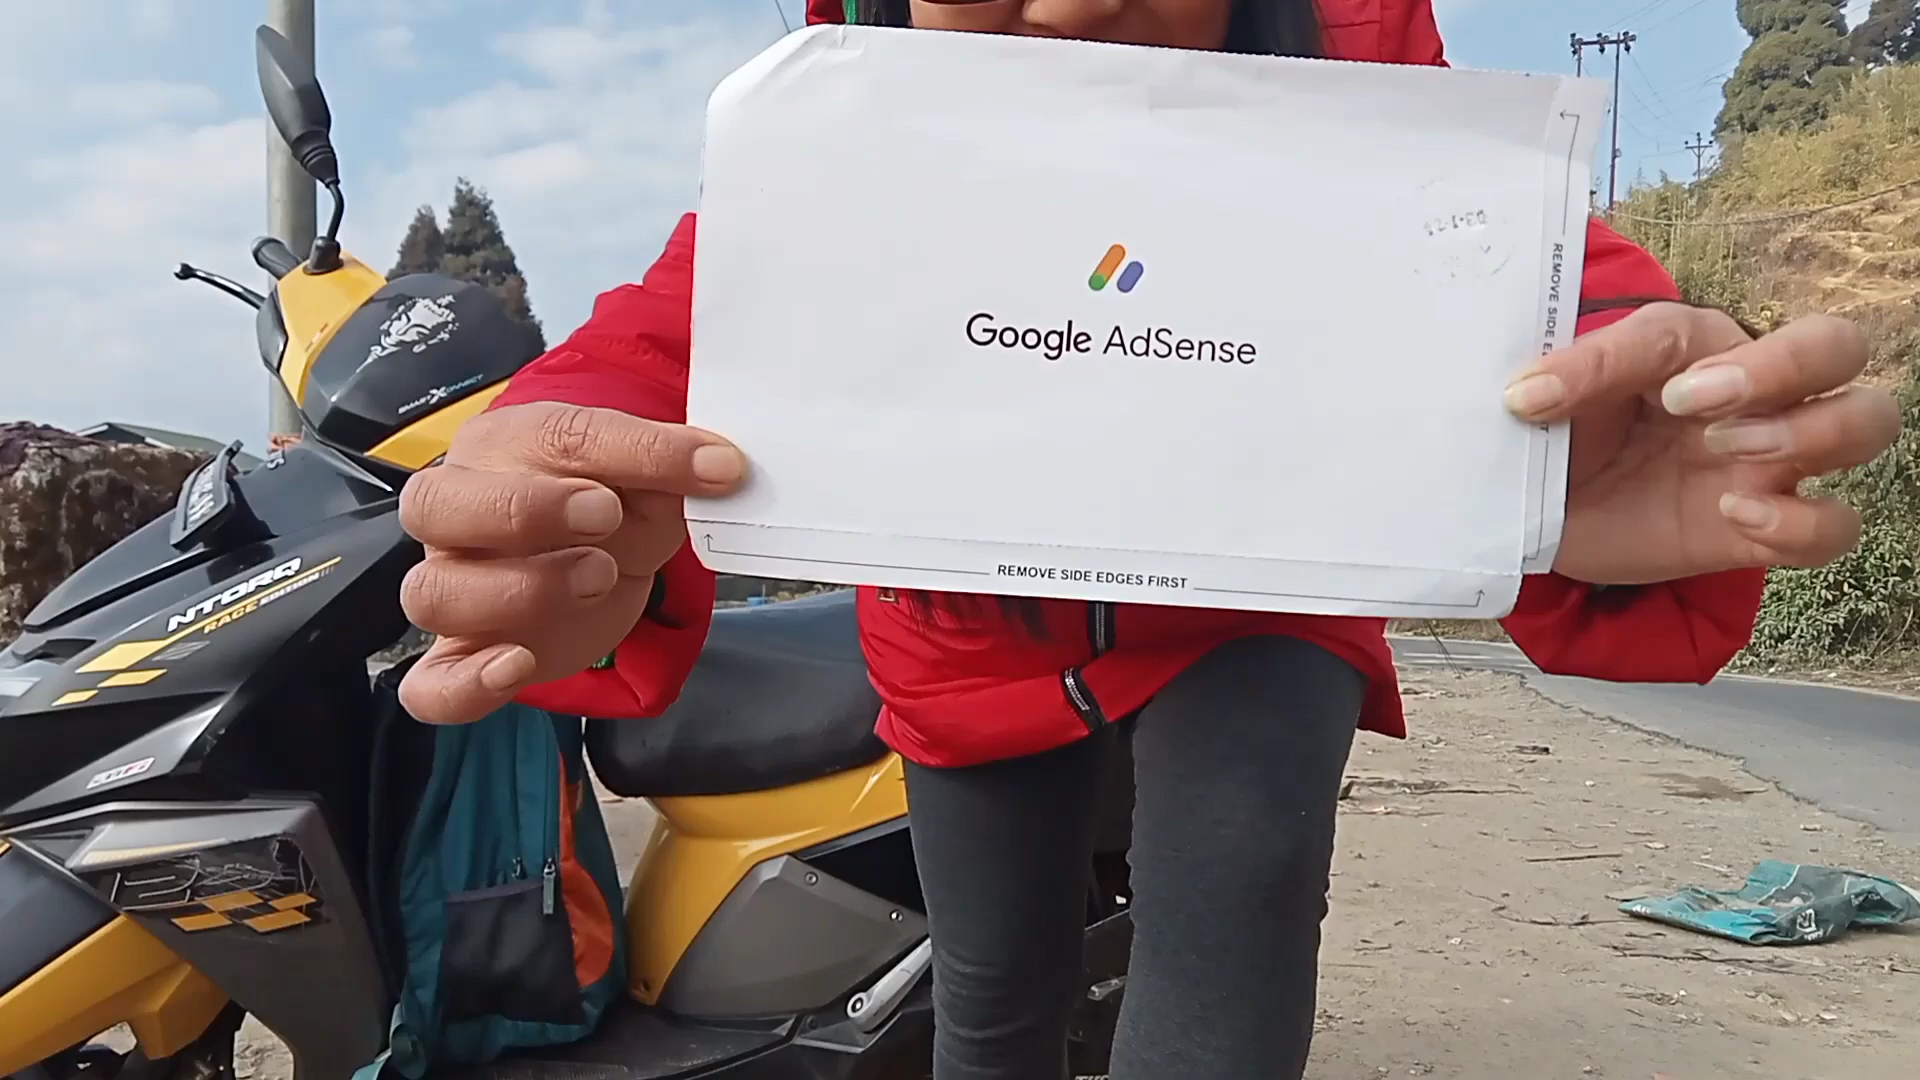 Google AdSense
REMOVE SIDE EDGES FIRST
REMOVE SIDE
SMARTXONNECT
NTORQ
RACE EDITION